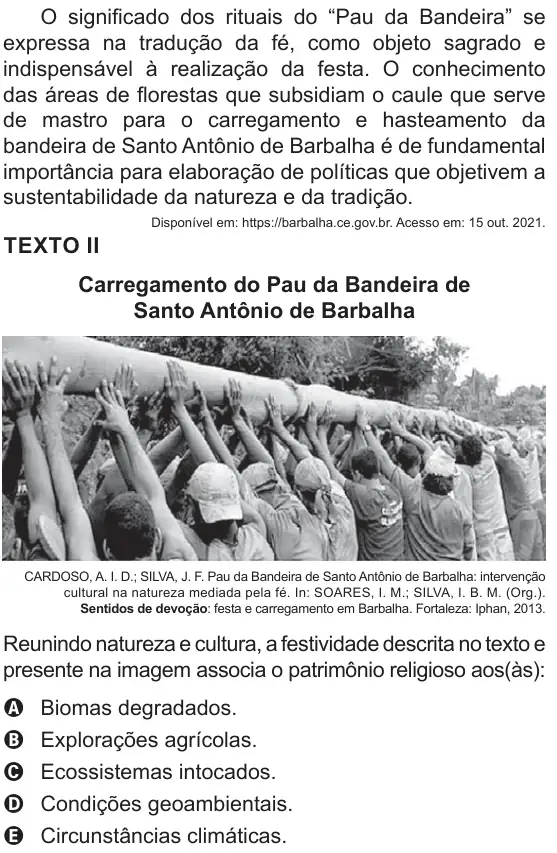 O significado dos rituais do “Pau da Bandeira” se
expressa na tradução da fé, como objeto sagrado e
indispensável à realização da festa. O conhecimento
das áreas de florestas que subsidiam o caule que serve
de mastro para o carregamento e hasteamento da
bandeira de Santo Antônio de Barbalha é de fundamental
importância para elaboração de políticas que objetivem a
sustentabilidade da natureza e da tradição.
Disponível em: https://barbalha.ce.gov.br. Acesso em: 15 out. 2021.
TEXTO II
Carregamento do Pau da Bandeira de
Santo Antônio de Barbalha
CARDOSO, A. I. D.; SILVA, J. F. Pau da Bandeira de Santo Antônio de Barbalha: intervenção
cultural na natureza mediada pela fé. In: SOARES, I. M.; SILVA, I. B. M. (Org.).
Sentidos de devoção: festa e carregamento em Barbalha. Fortaleza: Iphan, 2013.
Reunindo natureza e cultura, a festividade descrita no texto e
presente na imagem associa o patrimônio religioso aos(às):
A Biomas degradados.
B Explorações agrícolas.
C Ecossistemas intocados.
D Condições geoambientais.
E Circunstâncias climáticas.